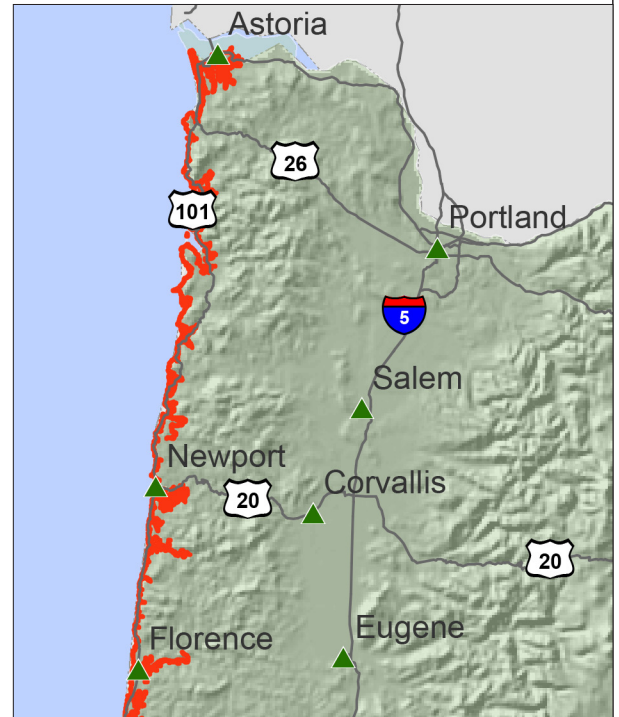 Astoria
26
101
Portland
5
Salem
Newport
Corvallis
20
20
Florence
Eugene